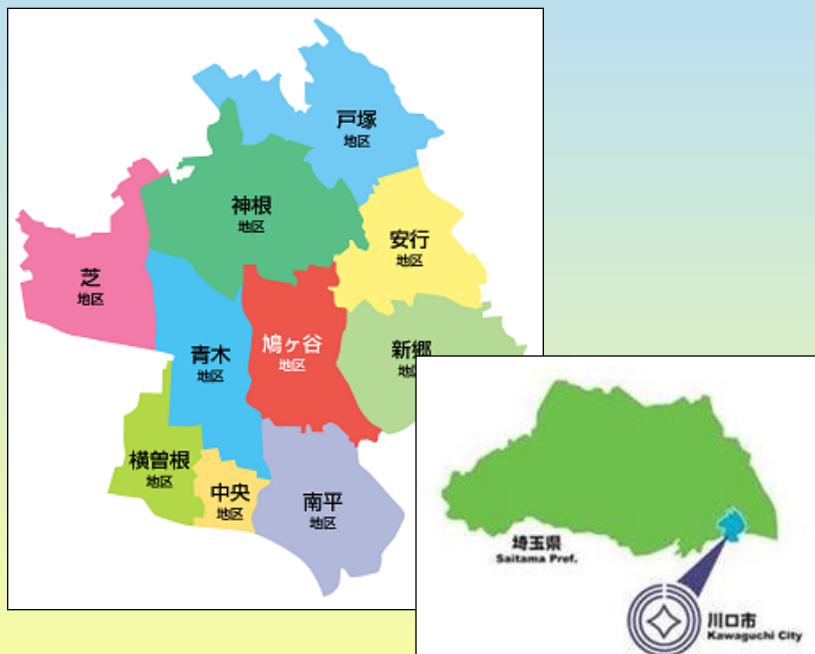 戸塚
地区
神根
地区
安行
地区
芝
地区
鳩ヶ谷
地区
青木
地区
新郷
地区
横曽根
地区
中央
地区
南平
地区
埼玉県
Saitama Pref.
川口市
Kawaguchi City